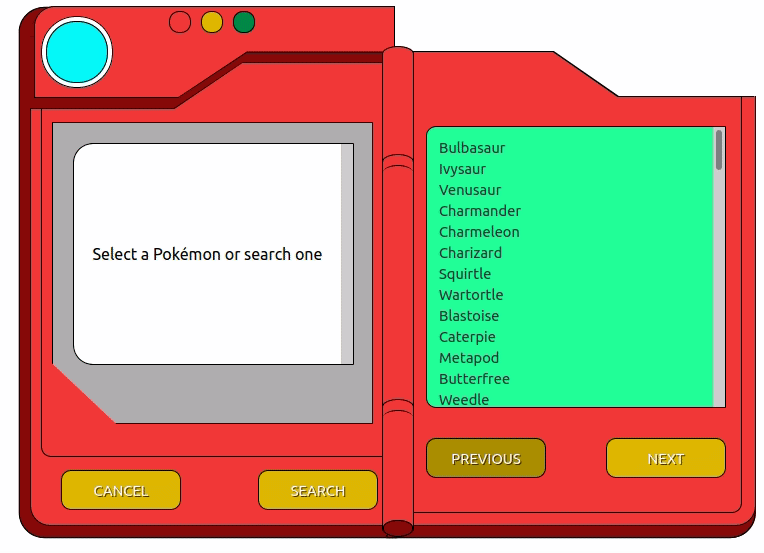 Select a Pokémon or search one
CANCEL
SEARCH
Bulbasaur
Ivysaur
Venusaur
Charmander
Charmeleon
Charizard
Squirtle
Wartortle
Blastoise
Caterpie
Metapod
Butterfree
Weedle
PREVIOUS
NEXT